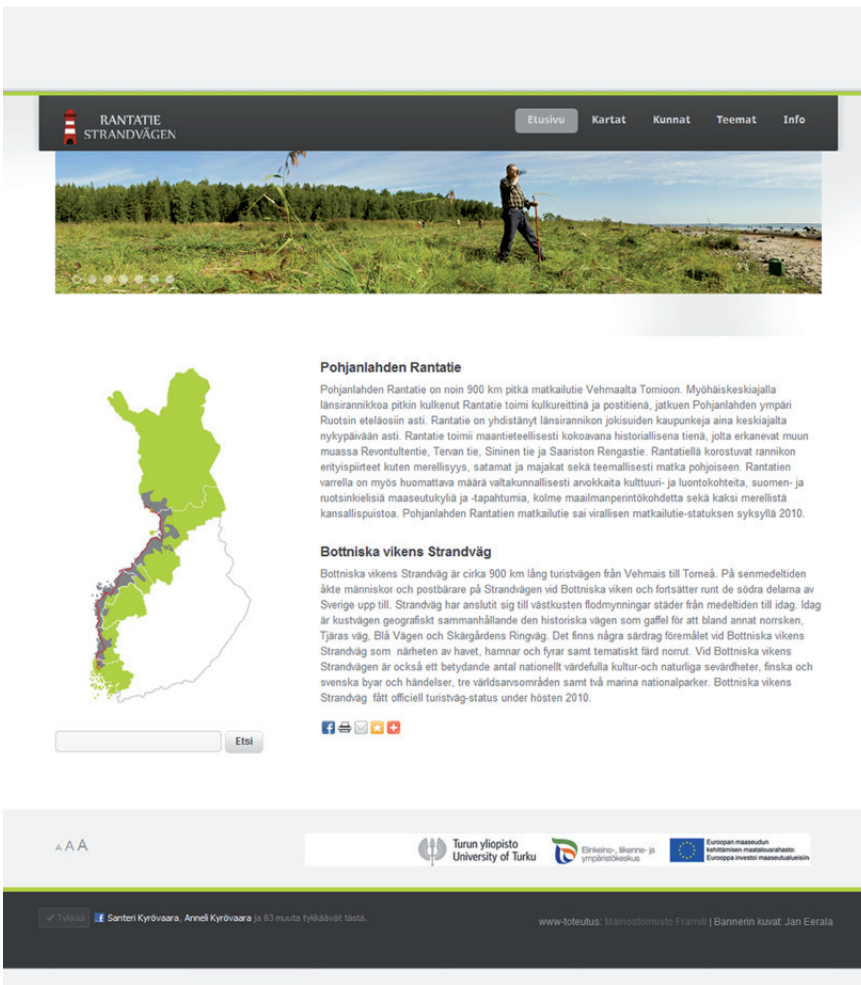 RANTATIE
STRANDVÄGEN
Etusivu Kartat Kunnat Teemat Info
Pohjanlahden Rantatie
Pohjanlahden Rantatie on noin 900 km pitkä matkailutie Vehmaalta Tornioon. Myöhäiskeskiajalla
länsirannikkoa pitkin kulkenut Rantatie toimi kulkureittinä ja postitienä, jatkuen Pohjanlahden ympäri
Ruotsin eteläosiin asti. Rantatie on yhdistänyt länsirannikon jokisuiden kaupunkeja aina keskiajalta
nykypäivään asti. Rantatie toimii maantieteellisesti kokoavana historiallisena tienä, jolta erkanevat muun
muassa Revontultentie, Tervan tie, Sininen tie ja Saariston Rengastie. Rantatiellä korostuvat rannikon
erityispiirteet kuten merellisyys, satamat ja majakat sekä teemallisesti matka pohjoiseen. Rantatien
varrella on myös huomattava määrä valtakunnallisesti arvokkaita kulttuuri- ja luontokohteita, suomen- ja
ruotsinkielisiä maaseutukyliä ja -tapahtumia, kolme maailmanperintökohdetta sekä kaksi merellistä
kansallispuistoa. Pohjanlahden Rantatien matkailutie sai virallisen matkailutie-statuksen syksyllä 2010.
Bottniska vikens Strandväg
Bottniska vikens Strandväg är cirka 900 km lång turistvägen från Vehmais till Torneå. På senmedeltiden
åkte människor och postbärare på Strandvägen vid Bottniska viken och fortsätter runt de södra delarna av
Sverige upp till. Strandväg har anslutit sig till västkusten flodmynningar städer från medeltiden till idag. Idag
är kustvägen geografiskt sammanhållande den historiska vägen som gaffel för att bland annat norrsken,
Tjäras väg, Blå Vägen och Skärgårdens Ringväg. Det finns några särdrag föremålet vid Bottniska vikens
Strandväg som närheten av havet, hamnar och fyrar samt tematiskt färd norrut. Vid Bottniska vikens
Strandvägen är också ett betydande antal nationellt värdefulla kultur-och naturliga sevärdheter, finska och
svenska byar och händelser, tre världsarvsområden samt två marina nationalparker. Bottniska vikens
Strandväg fått officiell turistväg-status under hösten 2010.
Etsi
A A A
Turun yliopisto
University of Turku
Elinkeino-, liikenne- ja
ympäristökeskus
Euroopan maaseudun
kehittämisen maatalousrahasto:
Eurooppa investoi maaseutualueisiin
Tykkää Santeri Kyrövaara, Anneli Kyrövaara ja 83 muuta tykkäävät tästä.
www-toteutus: Mainostoimisto Framill | Bannerin kuvat: Jan Eerala